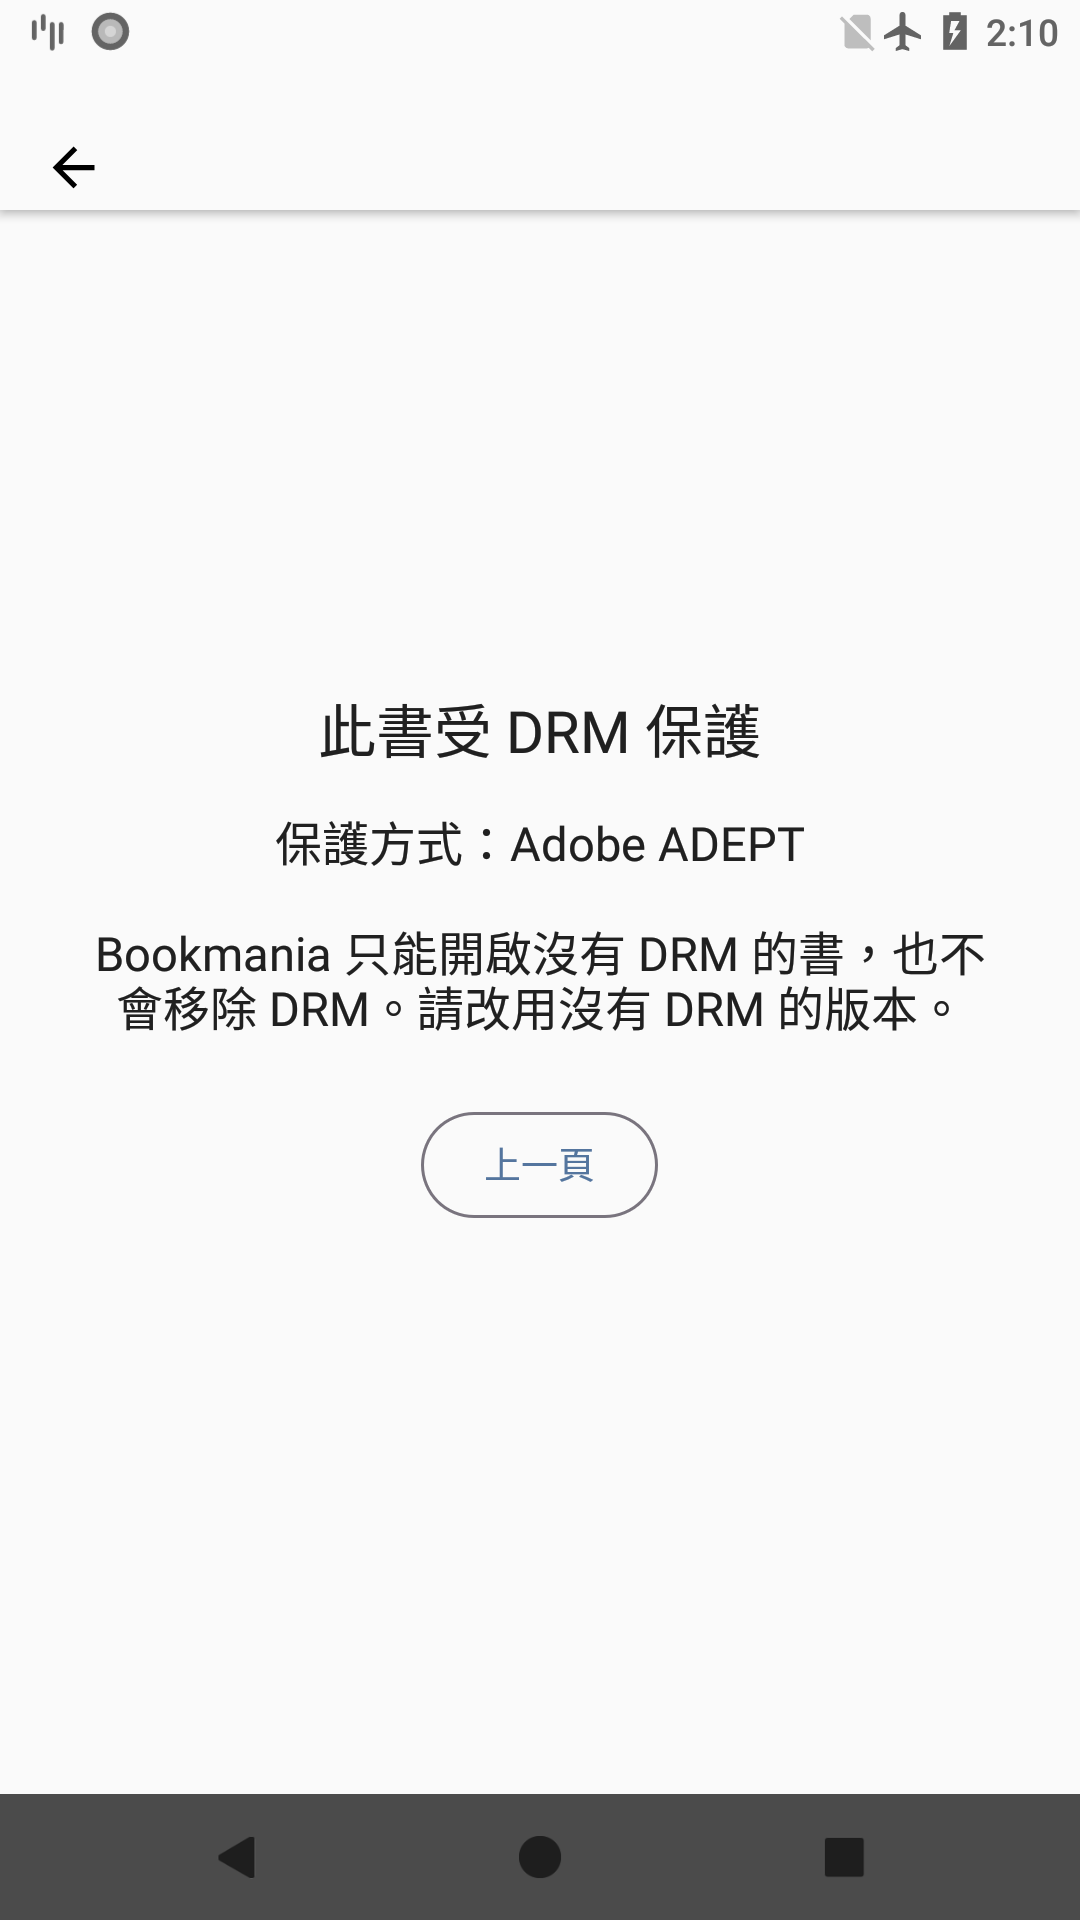 2:10
此書受 DRM 保護
保護方式：Adobe ADEPT
Bookmania 只能開啟沒有 DRM 的書，也不
會移除 DRM。請改用沒有 DRM 的版本。
上一頁